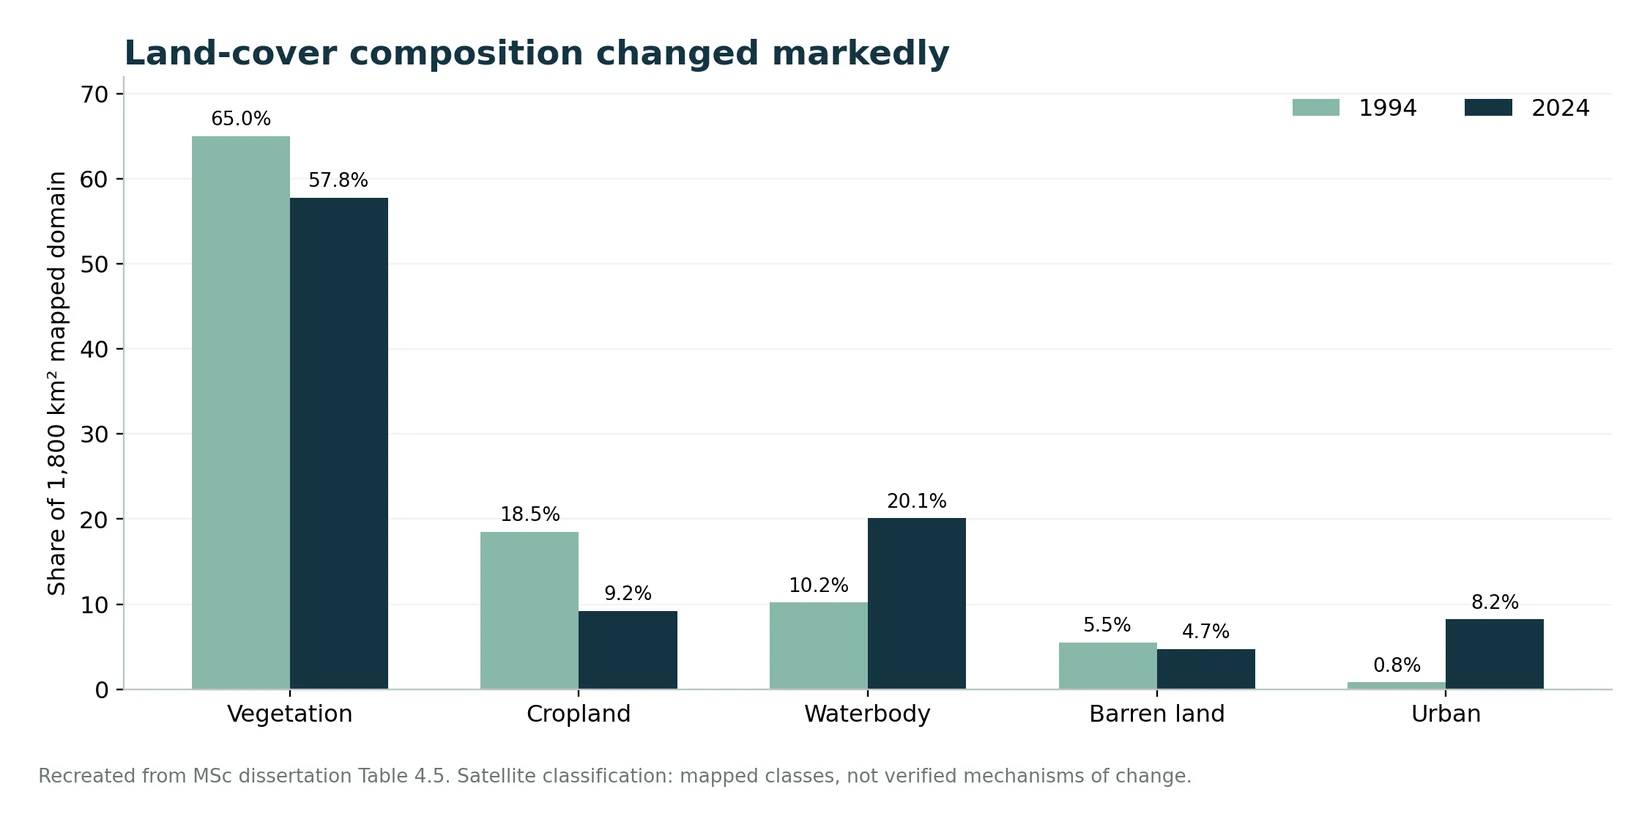 Land-cover composition changed markedly
1994
2024
Share of 1,800 km² mapped domain
70
60
50
40
30
20
10
0
65.0%
57.8%
18.5%
9.2%
10.2%
20.1%
5.5%
4.7%
0.8%
8.2%
Vegetation
Cropland
Waterbody
Barren land
Urban
Recreated from MSc dissertation Table 4.5. Satellite classification: mapped classes, not verified mechanisms of change.